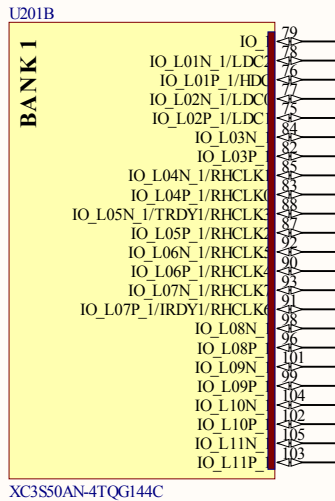 U201B
BANK 1
IO_1 79
IO_L01N_1/LDC2 78
IO_L01P_1/HDC 76
IO_L02N_1/LDC0 77
IO_L02P_1/LDC1 75
IO_L03N_1 84
IO_L03P_1 82
IO_L04N_1/RHCLK1 85
IO_L04P_1/RHCLK0 83
IO_L05N_1/TRDY1/RHCLK3 88
IO_L05P_1/RHCLK2 87
IO_L06N_1/RHCLK5 92
IO_L06P_1/RHCLK4 90
IO_L07N_1/RHCLK7 93
IO_L07P_1/IRDY1/RHCLK6 91
IO_L08N_1 98
IO_L08P_1 96
IO_L09N_1 101
IO_L09P_1 99
IO_L10N_1 104
IO_L10P_1 102
IO_L11N_1 105
IO_L11P_1 103
XC3S50AN-4TQG144C